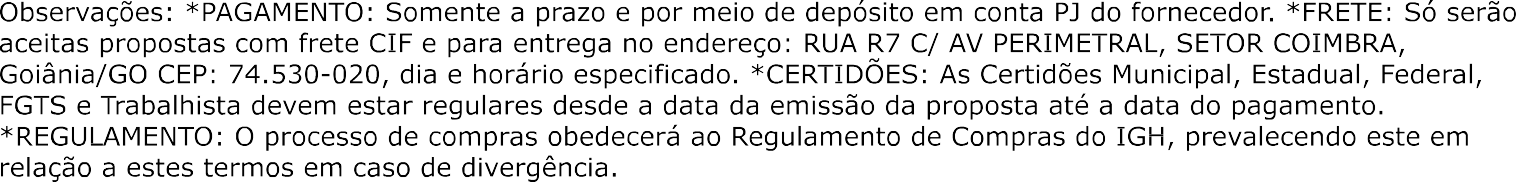 Observações: *PAGAMENTO: Somente a prazo e por meio de depósito em conta PJ do fornecedor. *FRETE: Só serão
aceitas propostas com frete CIF e para entrega no endereço: RUA R7 C/ AV PERIMETRAL, SETOR COIMBRA,
Goiânia/GO CEP: 74.530-020, dia e horário especificado. *CERTIDÕES: As Certidões Municipal, Estadual, Federal,
FGTS e Trabalhista devem estar regulares desde a data da emissão da proposta até a data do pagamento.
*REGULAMENTO: O processo de compras obedecerá ao Regulamento de Compras do IGH, prevalecendo este em
relação a estes termos em caso de divergência.